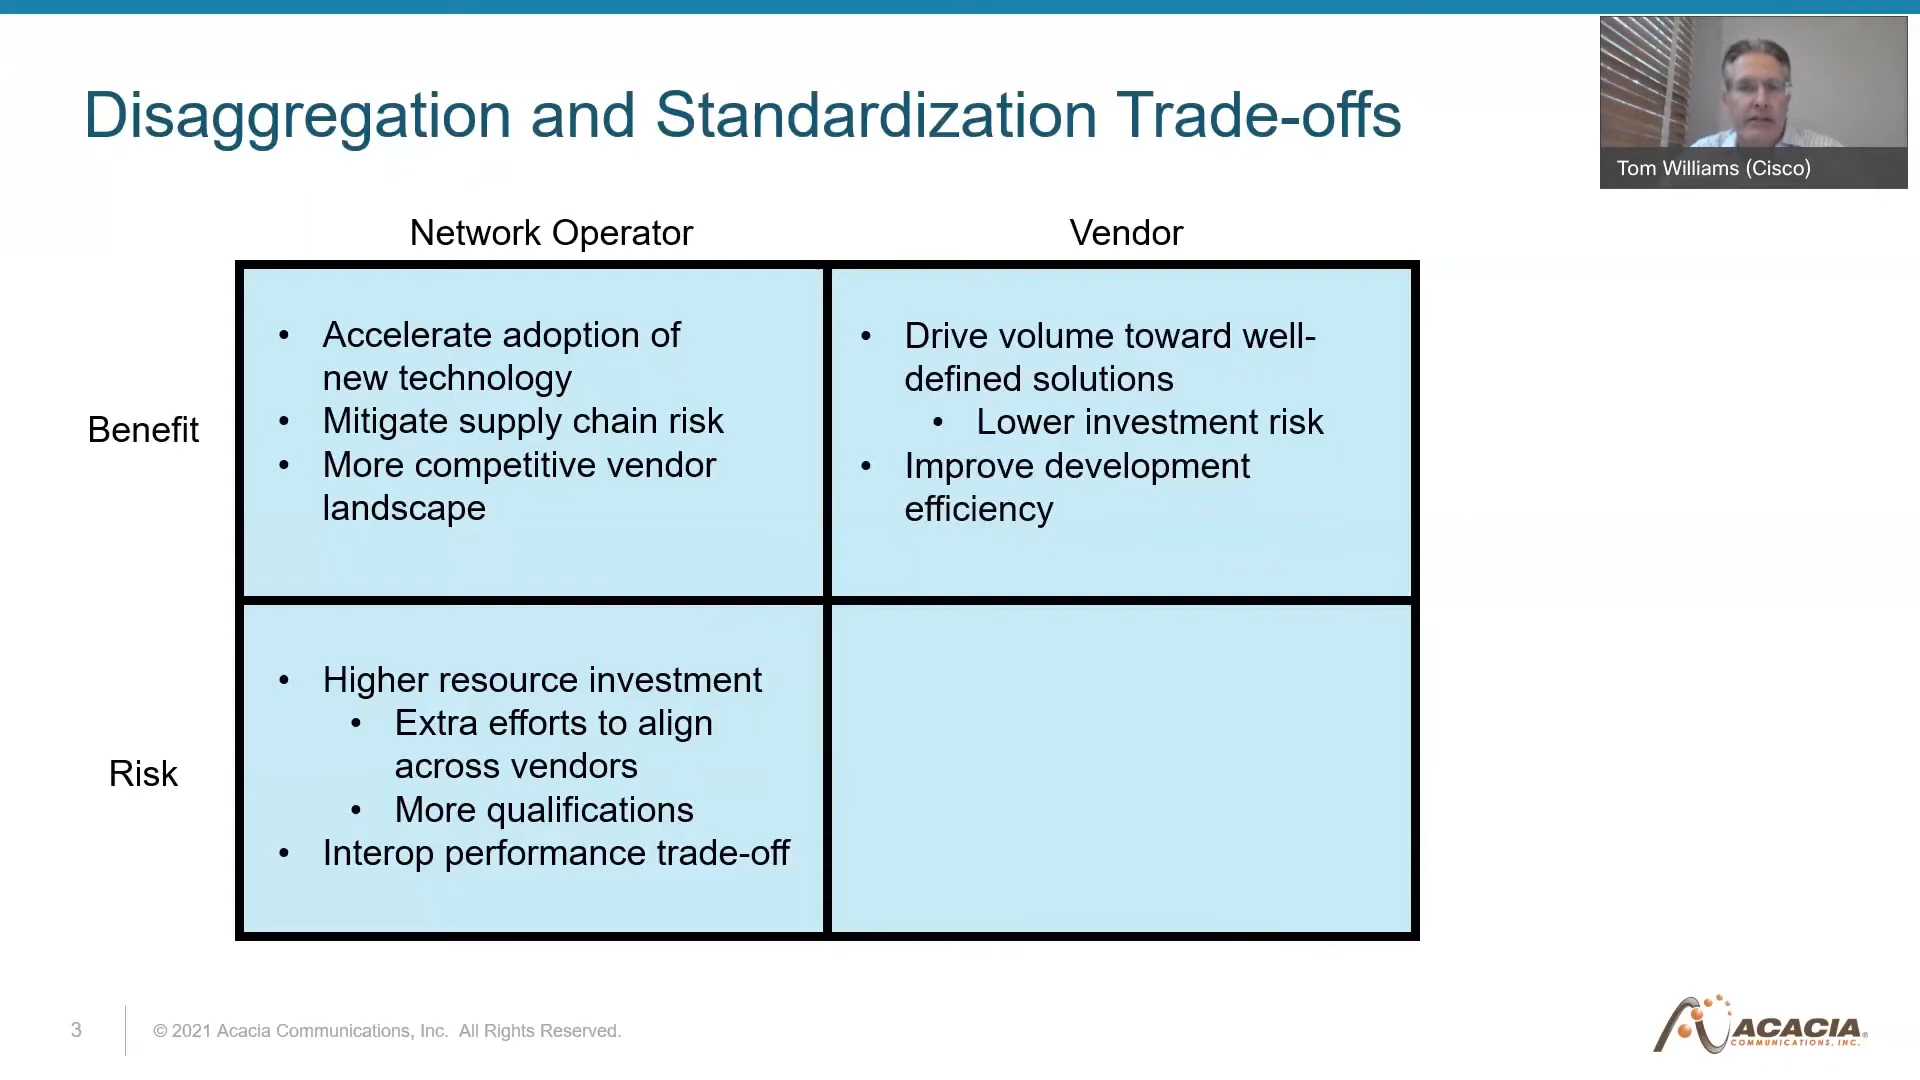 Disaggregation and Standardization Trade-offs
Tom Williams (Cisco)
Network Operator
Vendor
Benefit
• Accelerate adoption of
new technology
• Mitigate supply chain risk
• More competitive vendor
landscape
• Drive volume toward well-
defined solutions
• Lower investment risk
• Improve development
efficiency
Risk
• Higher resource investment
• Extra efforts to align
across vendors
• More qualifications
• Interop performance trade-off
3
© 2021 Acacia Communications, Inc. All Rights Reserved.
ACACIA®
COMMUNICATIONS, INC.